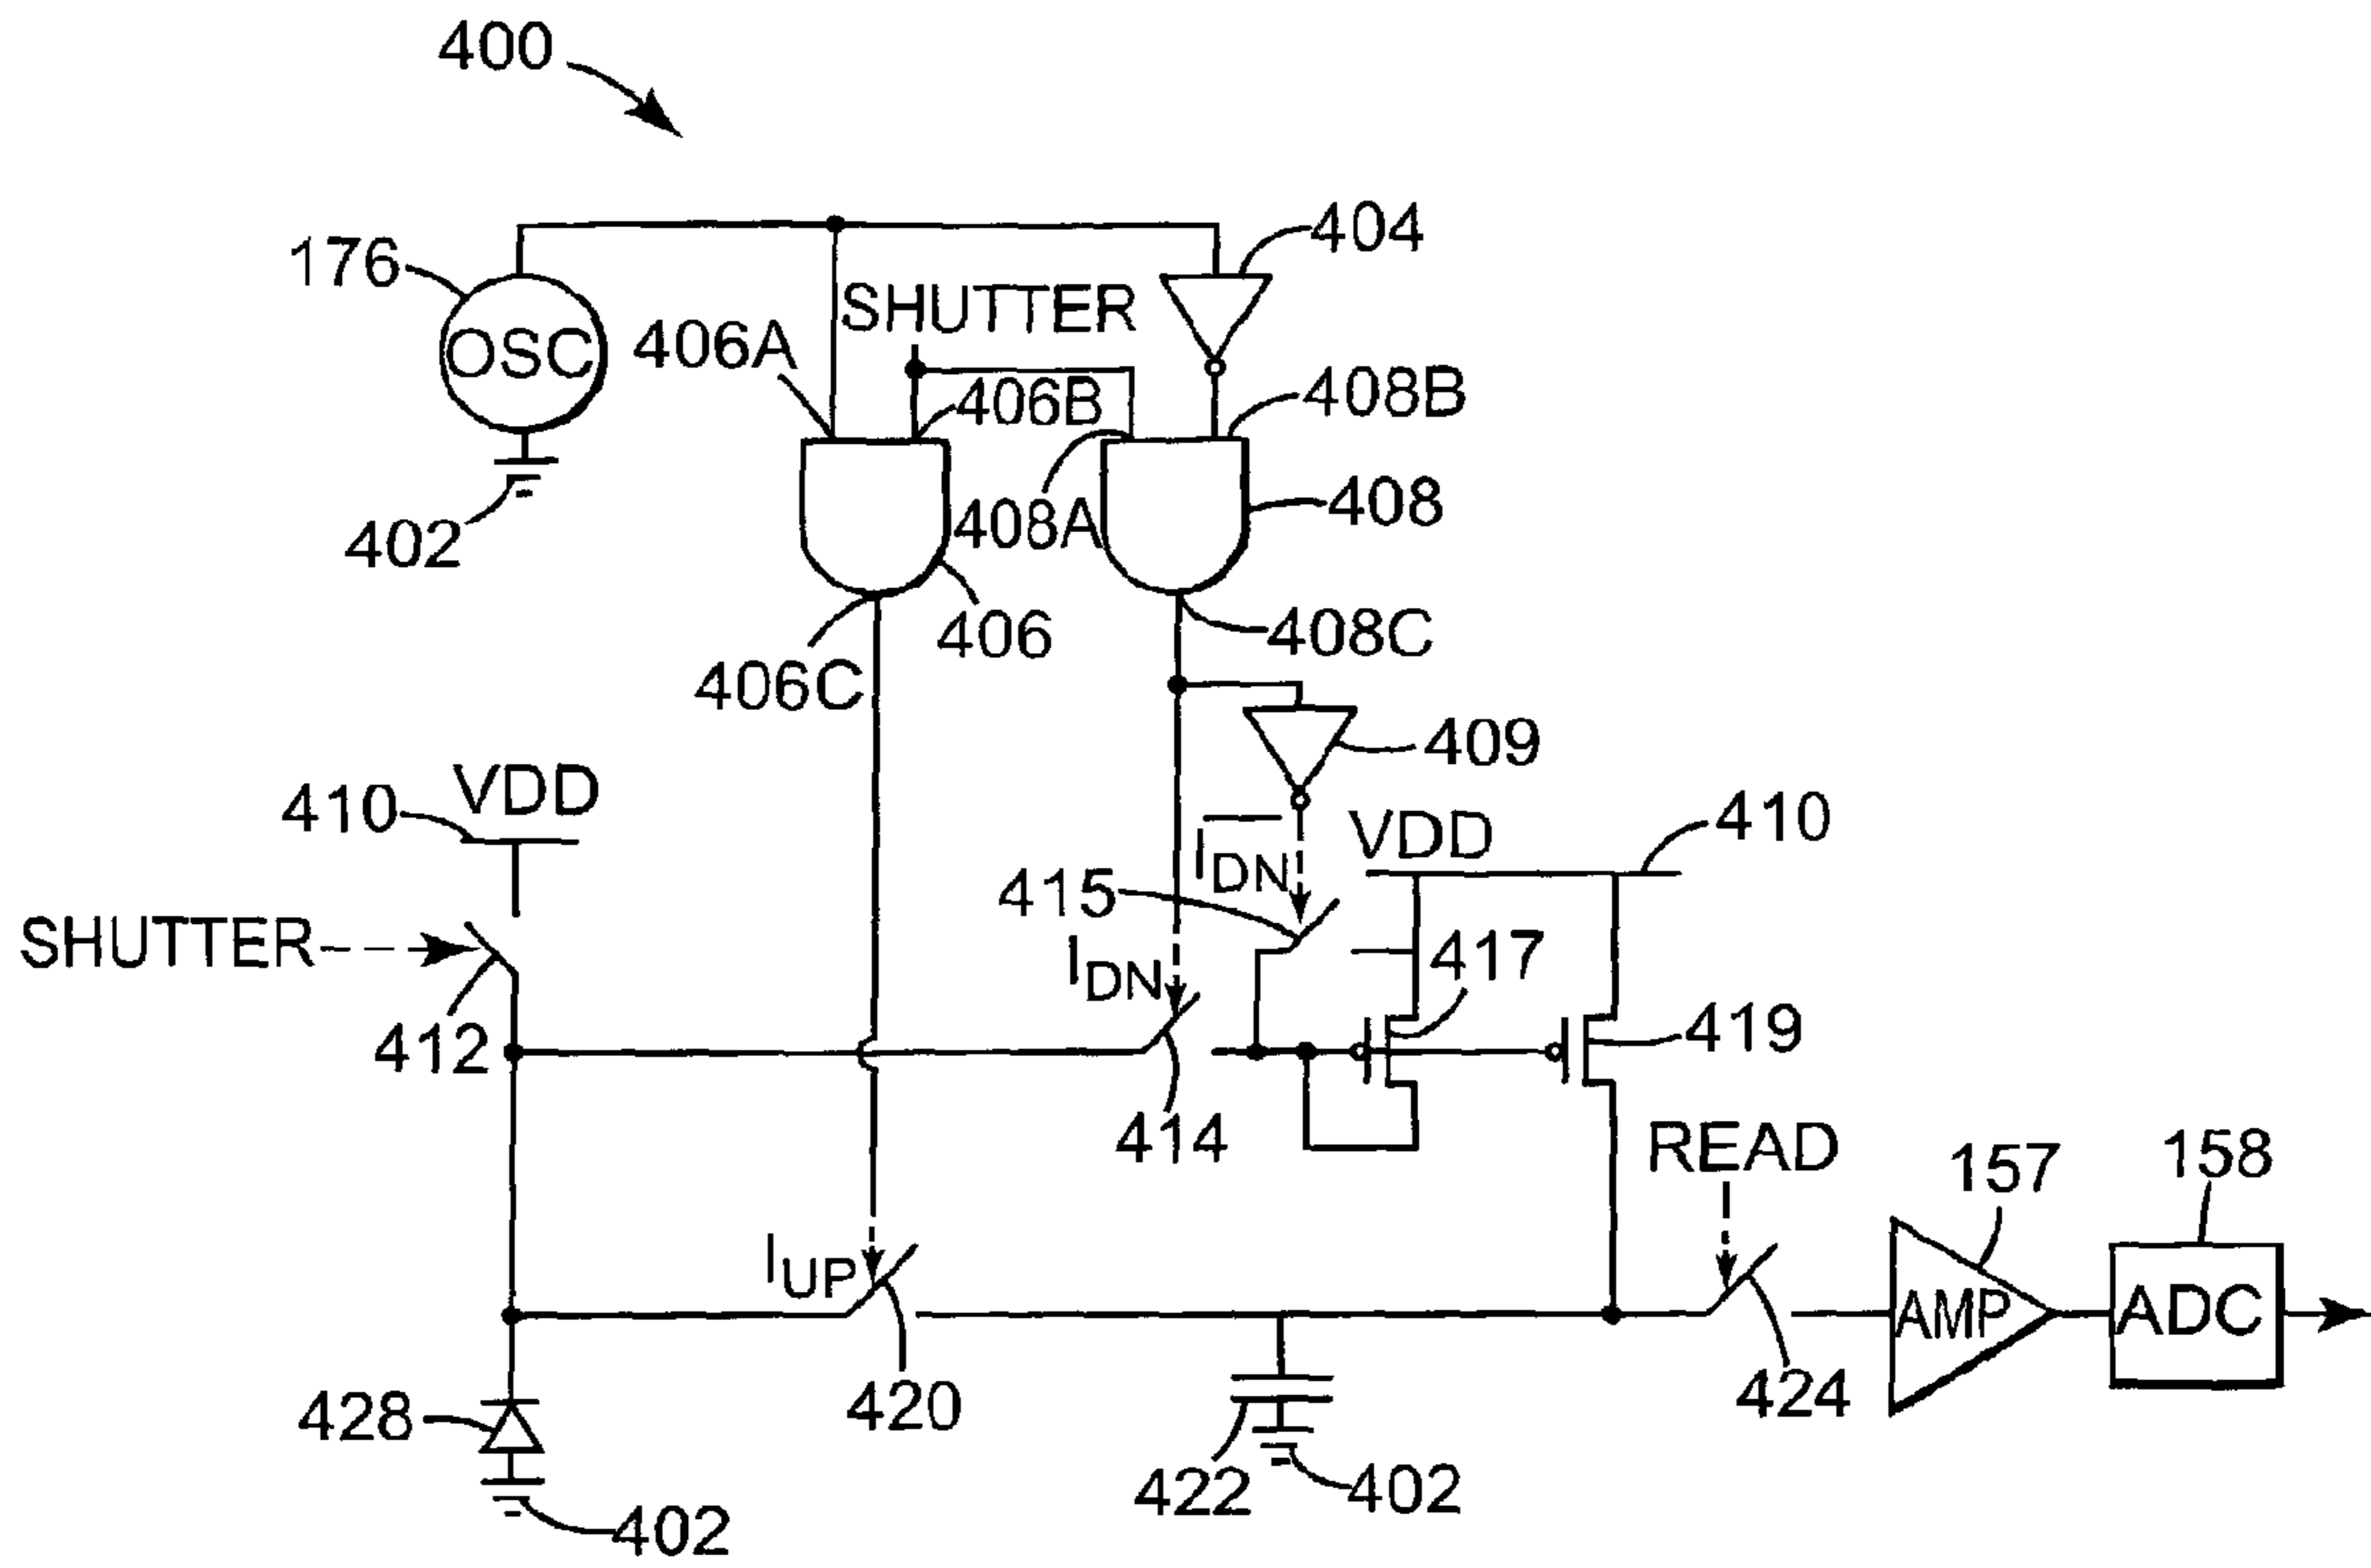 400
176
OSC
402
404
SHUTTER
406A
406B
408B
408A
408
406
408C
406C
409
VDD
410
I̅D̅N̅
VDD
410
415
SHUTTER
IDN
417
412
419
414
READ
157
158
IUP
AMP
ADC
428
420
424
422
402
402